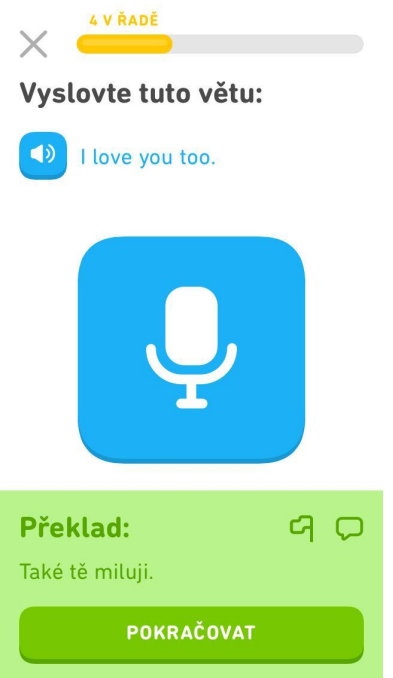 4 V ŘADĚ
Vyslovte tuto větu:
I love you too.
Překlad:
Také tě miluji.
POKRAČOVAT